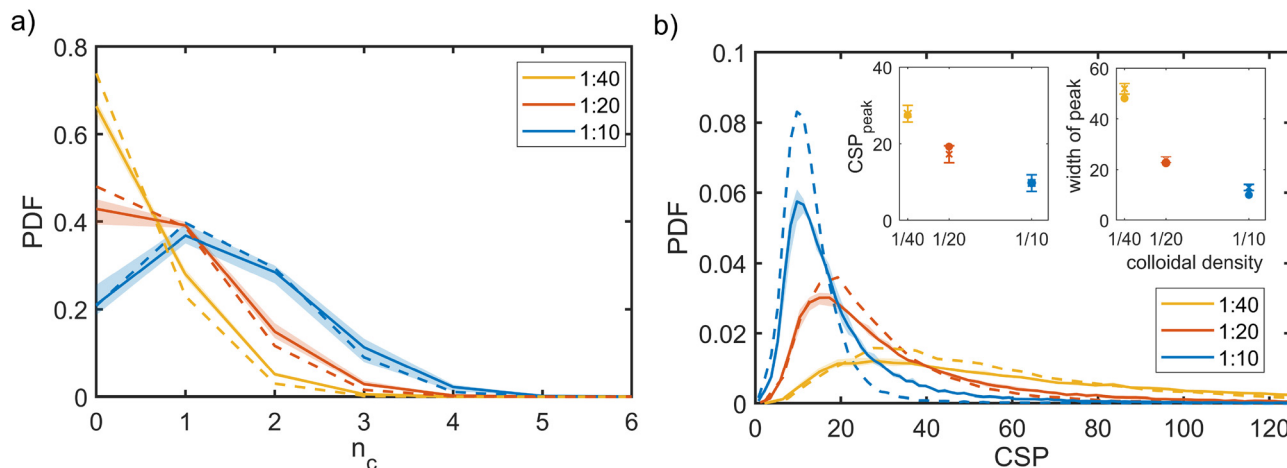 a)
PDF
0.8
0.6
0.4
0.2
0
0 1 2 3 4 5 6
n_c
1:40
1:20
1:10
b)
PDF
0.1
0.08
0.06
0.04
0.02
0
0 20 40 60 80 100 120
CSP
CSP_peak
40
20
0
1/40 1/20 1/10
width of peak
60
40
20
0
1/40 1/20 1/10
colloidal density
1:40
1:20
1:10